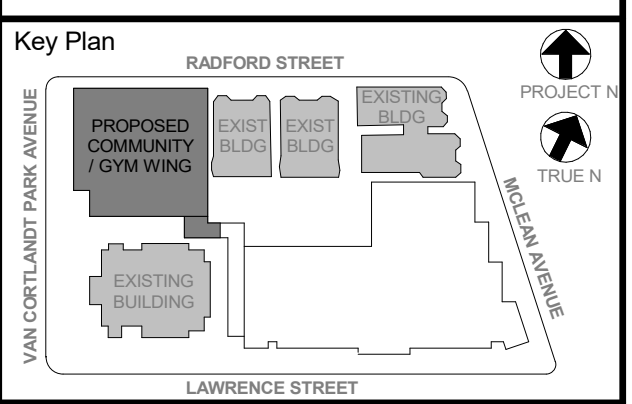 Key Plan
RADFORD STREET
PROJECT N
TRUE N
VAN CORTLANDT PARK AVENUE
PROPOSED
COMMUNITY
/ GYM WING
EXIST
BLDG
EXIST
BLDG
EXISTING
BLDG
MCLEAN AVENUE
EXISTING
BUILDING
LAWRENCE STREET